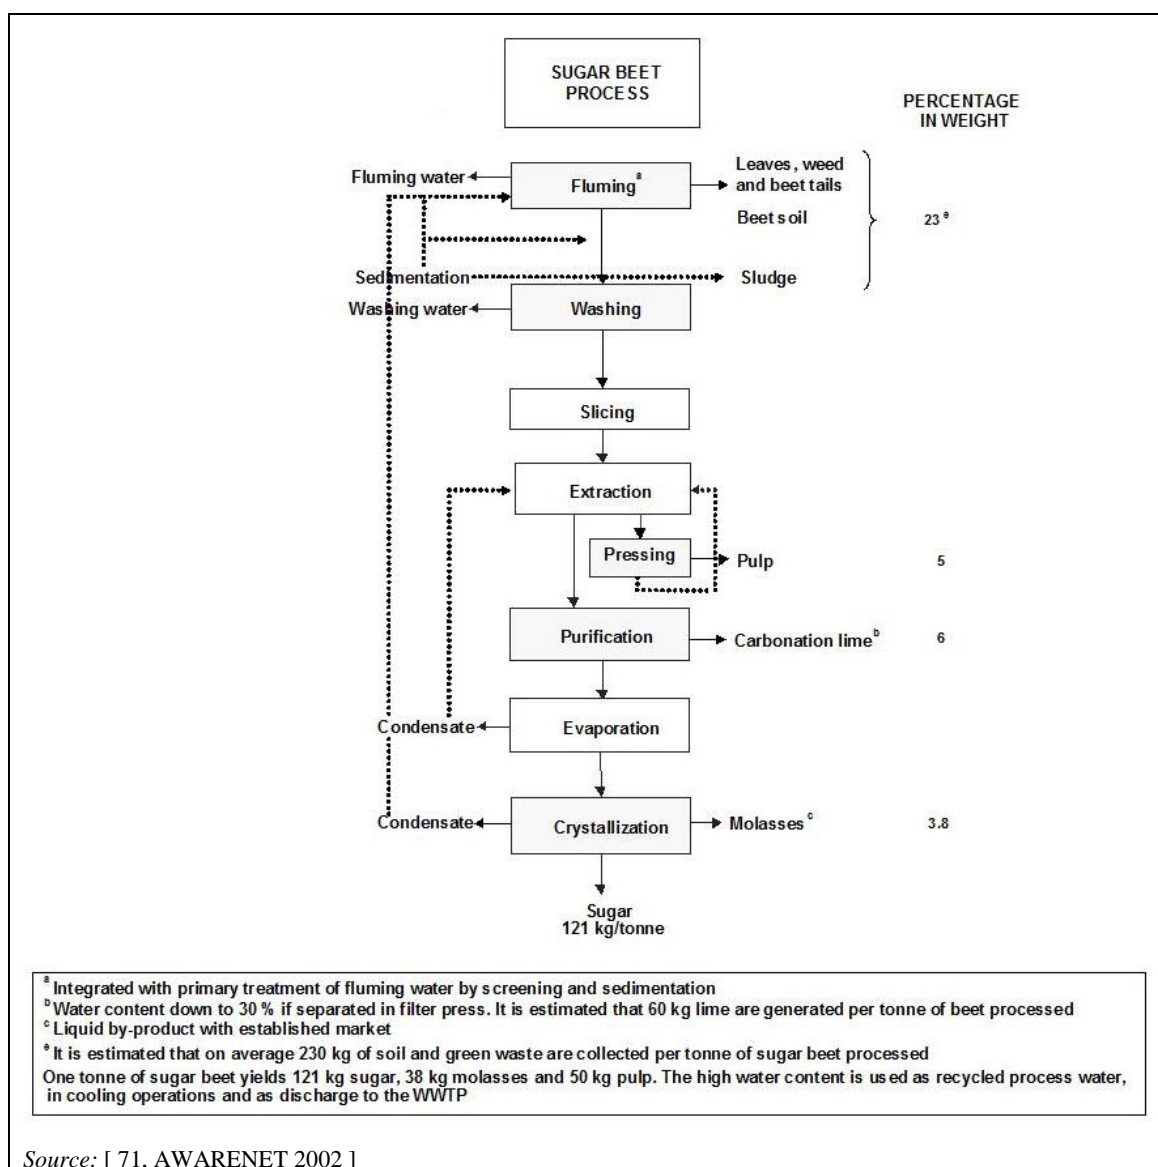 SUGAR BEET
PROCESS
PERCENTAGE
IN WEIGHT
Fluming water
Fluming a
Leaves, weed
and beet tails
Beet soil
23 e
Sedimentation
Sludge
Washing water
Washing
Slicing
Extraction
Pressing
Pulp
5
Purification
Carbonation lime b
6
Condensate
Evaporation
Condensate
Crystallization
Molasses c
3.8
Sugar
121 kg/tonne
a Integrated with primary treatment of fluming water by screening and sedimentation
b Water content down to 30 % if separated in filter press. It is estimated that 60 kg lime are generated per tonne of beet processed
c Liquid by-product with established market
e It is estimated that on average 230 kg of soil and green waste are collected per tonne of sugar beet processed
One tonne of sugar beet yields 121 kg sugar, 38 kg molasses and 50 kg pulp. The high water content is used as recycled process water,
in cooling operations and as discharge to the WWTP
Source: [ 71, AWARENET 2002 ]